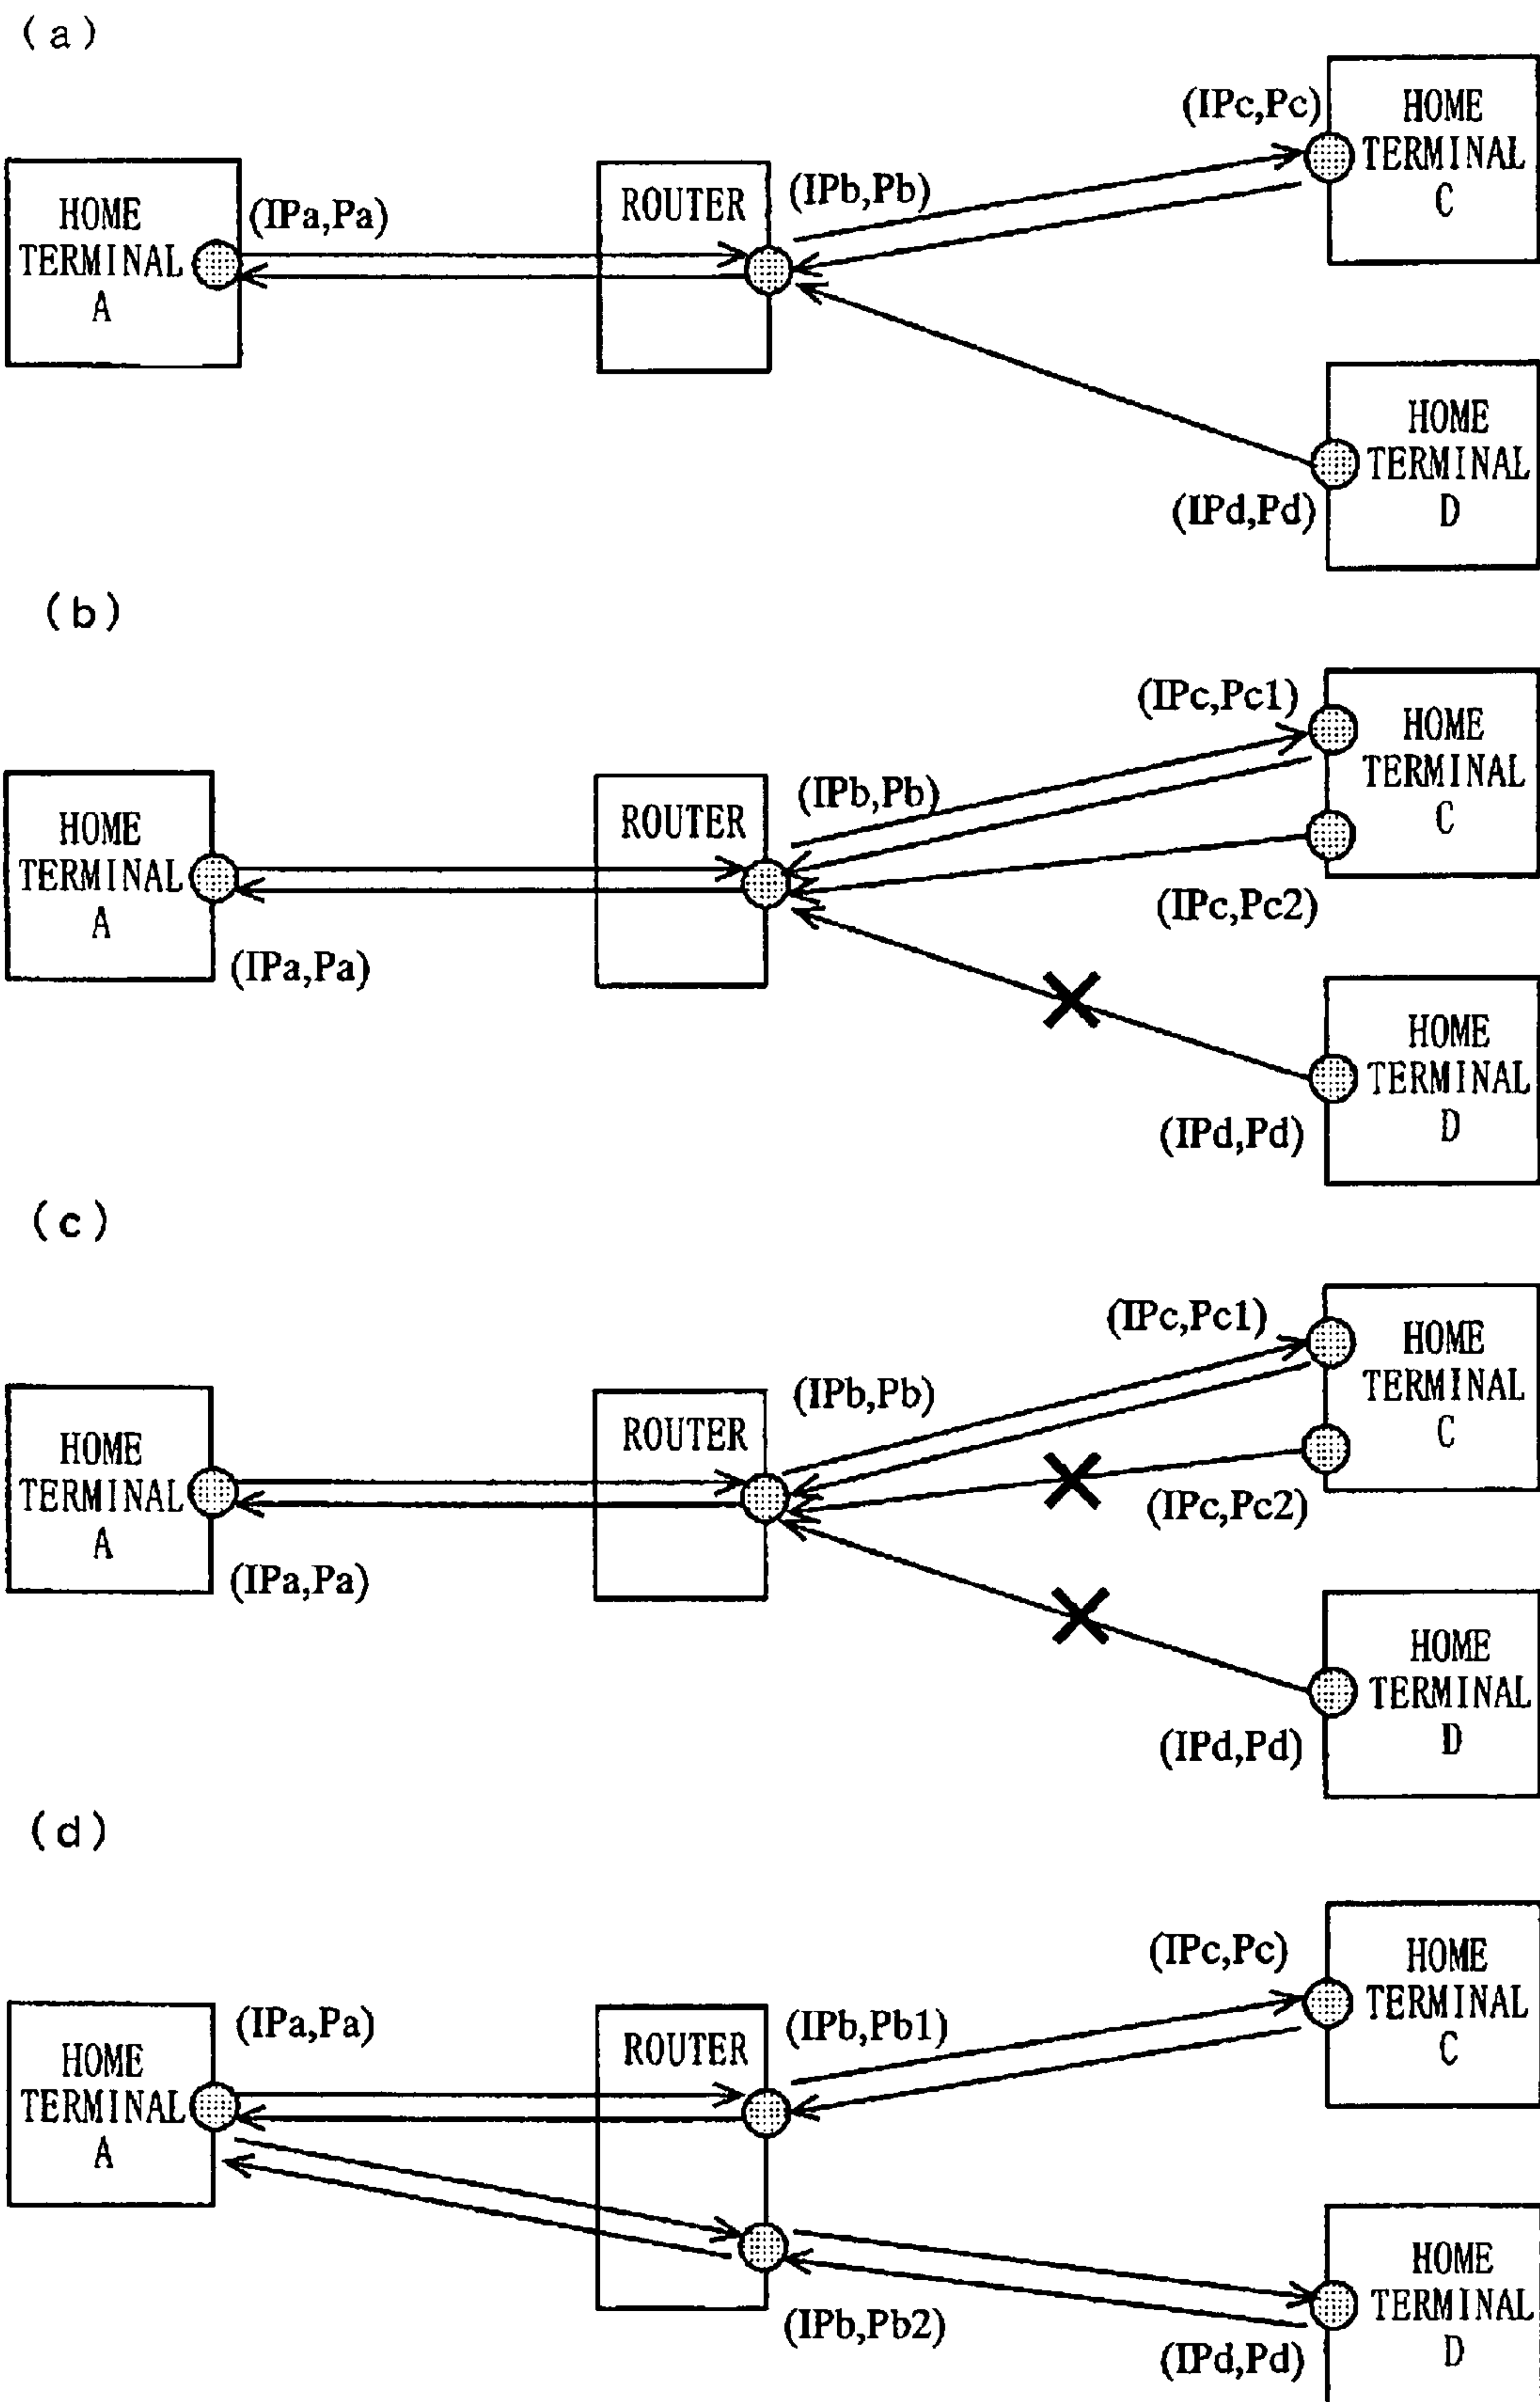 (a)
HOME
TERMINAL
A
(IPa,Pa)
ROUTER
(IPb,Pb)
(IPc,Pc)
HOME
TERMINAL
C
(IPd,Pd)
HOME
TERMINAL
D
(b)
HOME
TERMINAL
A
(IPa,Pa)
ROUTER
(IPb,Pb)
(IPc,Pc1)
HOME
TERMINAL
C
(IPc,Pc2)
(IPd,Pd)
HOME
TERMINAL
D
(c)
HOME
TERMINAL
A
(IPa,Pa)
ROUTER
(IPb,Pb)
(IPc,Pc1)
HOME
TERMINAL
C
(IPc,Pc2)
(IPd,Pd)
HOME
TERMINAL
D
(d)
HOME
TERMINAL
A
(IPa,Pa)
ROUTER
(IPb,Pb1)
(IPc,Pc)
HOME
TERMINAL
C
(IPb,Pb2)
(IPd,Pd)
HOME
TERMINAL
D